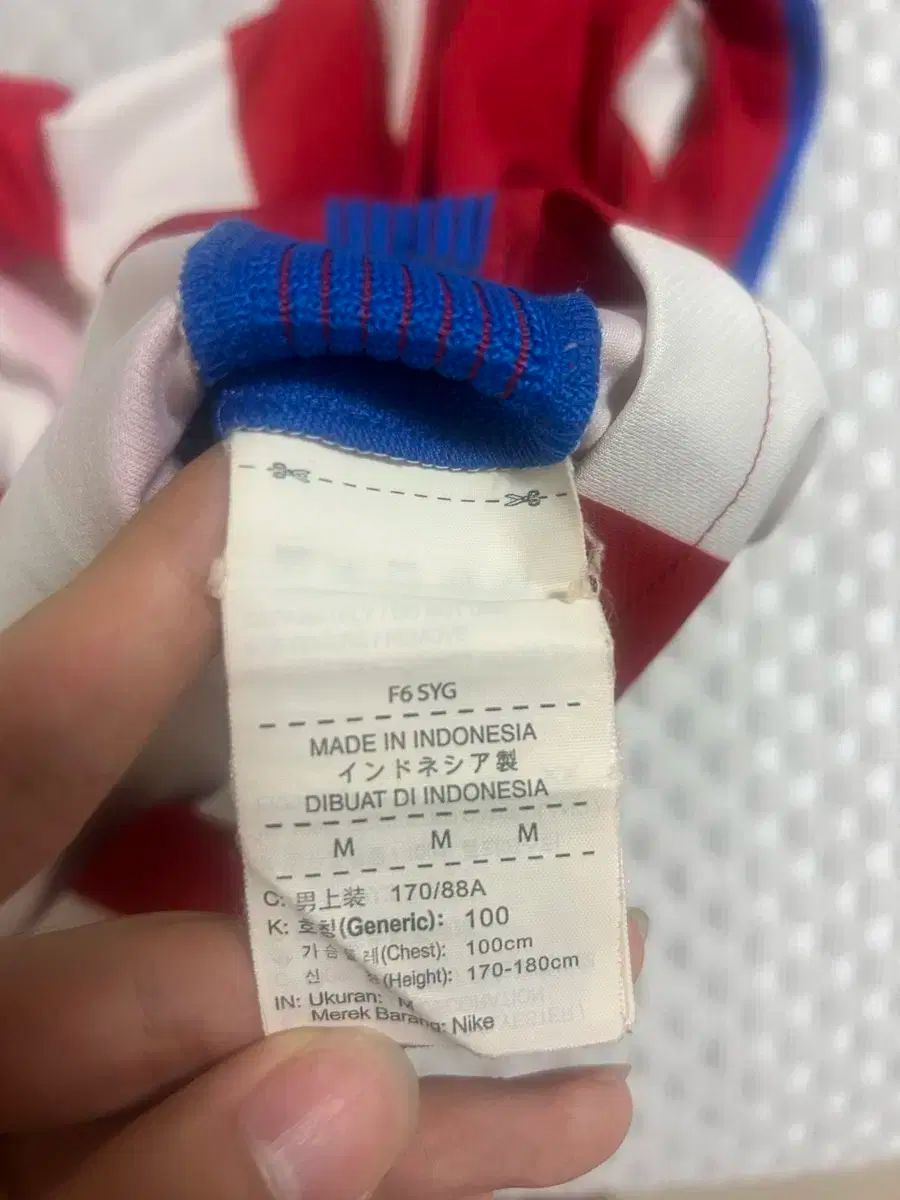 F6 SYG
MADE IN INDONESIA
インドネシア製
DIBUAT DI INDONESIA
M M M
C: 男上装 170/88A
K: 호칭(Generic): 100
가슴둘레(Chest): 100cm
신 (Height): 170-180cm
IN: Ukuran: M
Merek Barang: Nike